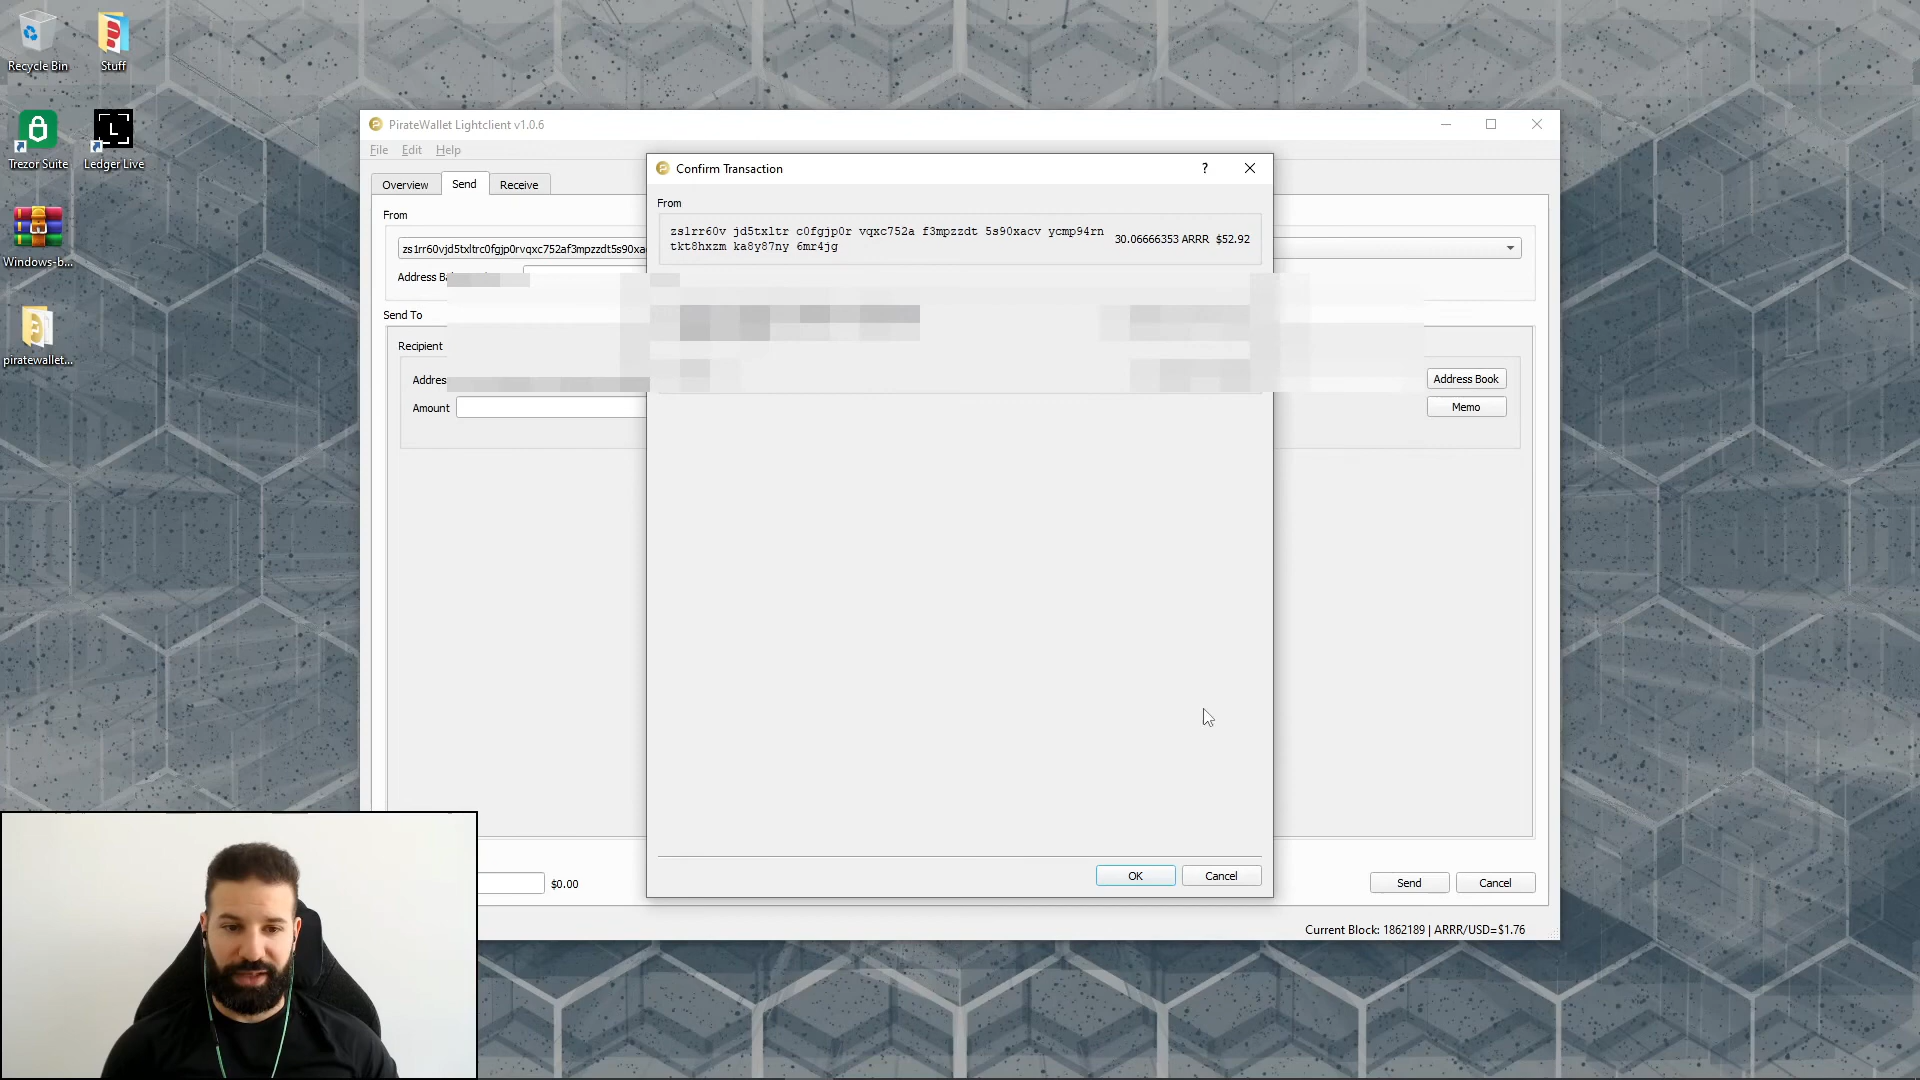 Recycle Bin
Stuff
Trezor Suite
Ledger Live
Windows-b...
piratewallet...
PirateWallet Lightclient v1.0.6
File Edit Help
Overview Send Receive
From
zs1rr60vjd5txltrc0fgjp0rvqxc752af3mpzzdt5s90xa
Address
Send To
Recipient
Amount
Confirm Transaction
?
From
zs1rr60v jd5txltr c0fgjp0r vqxc752a f3mpzzdt 5s90xacv ycmp94rn
tkt8hxzm ka8y87ny 6mr4jg
30.06666353 ARRR $52.92
OK Cancel
Address Book
Memo
$0.00
Send Cancel
Current Block: 1862189 | ARRR/USD=$1.76